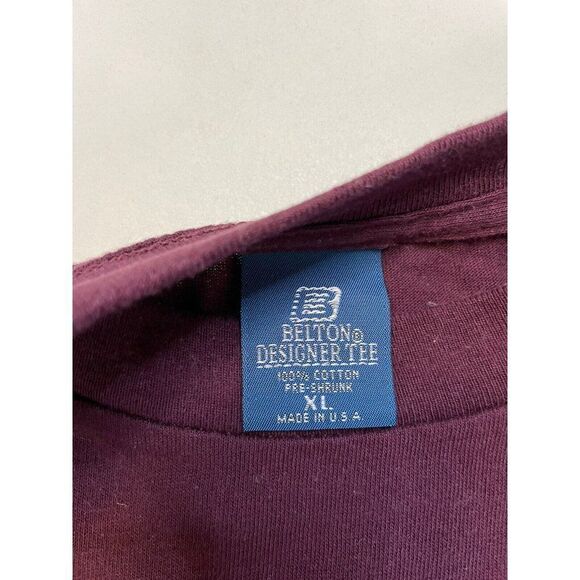 B
BELTON®
DESIGNER TEE
100% COTTON
PRE-SHRUNK
XL
MADE IN U.S.A.